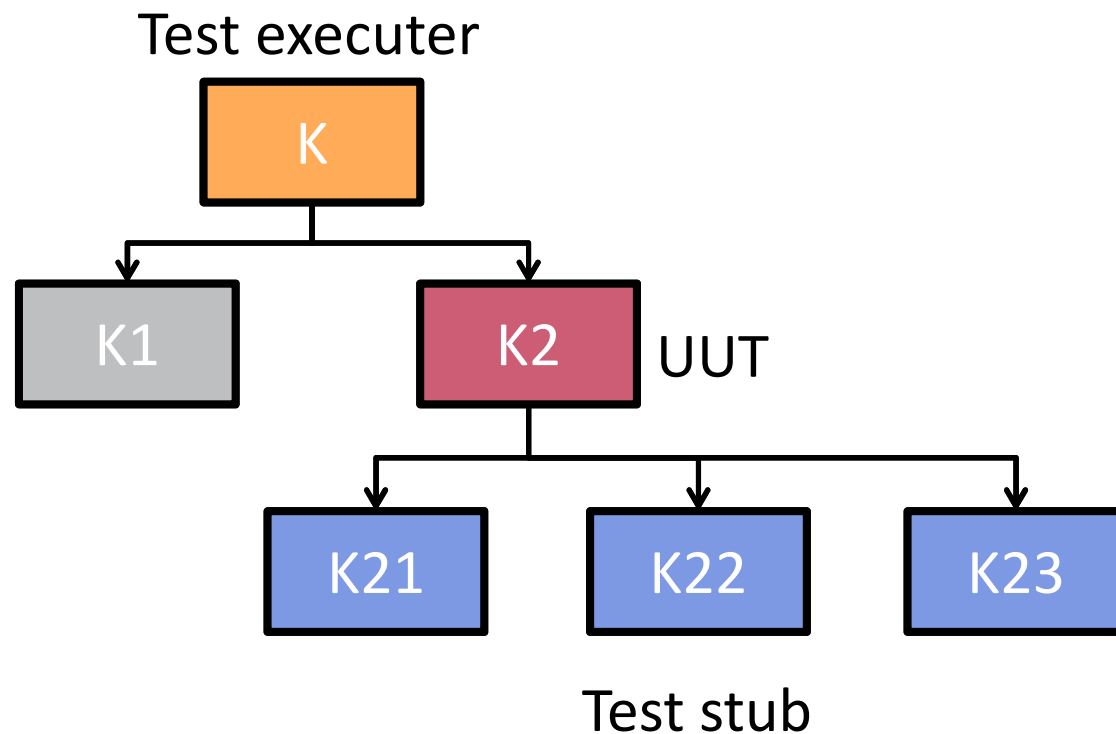 Test executer
K
K1
K2
UUT
K21
K22
K23
Test stub